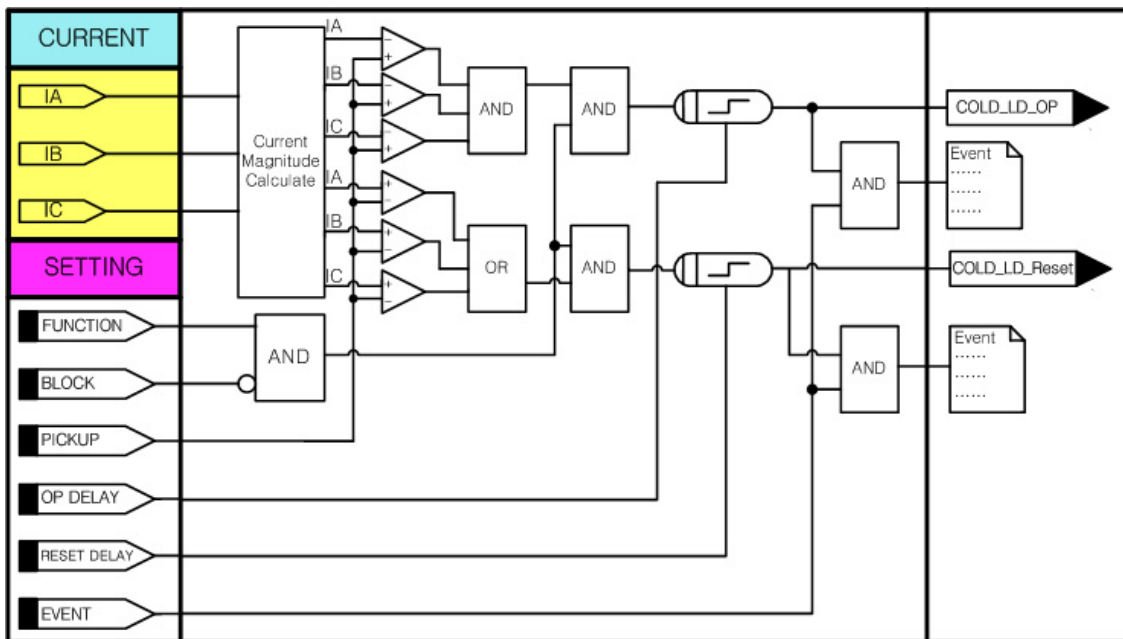 CURRENT
IA
IB
IC
SETTING
FUNCTION
BLOCK
PICKUP
OP DELAY
RESET DELAY
EVENT
Current
Magnitude
Calculate
IA
IB
IC
IA
IB
IC
- +
- +
- +
+ -
+ -
+ -
AND
OR
AND
AND
AND
AND
AND
COLD_LD_OP
Event
......
......
......
COLD_LD_Reset
Event
......
......
......